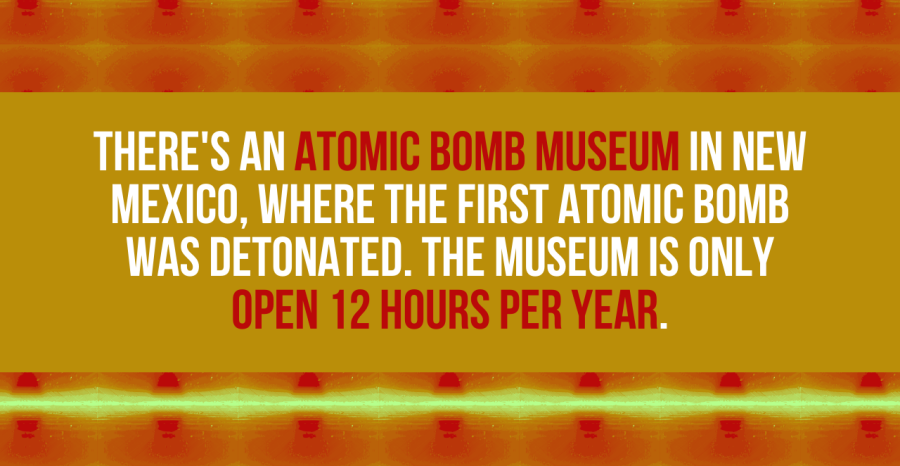 THERE'S AN ATOMIC BOMB MUSEUM IN NEW
MEXICO, WHERE THE FIRST ATOMIC BOMB
WAS DETONATED. THE MUSEUM IS ONLY
OPEN 12 HOURS PER YEAR.